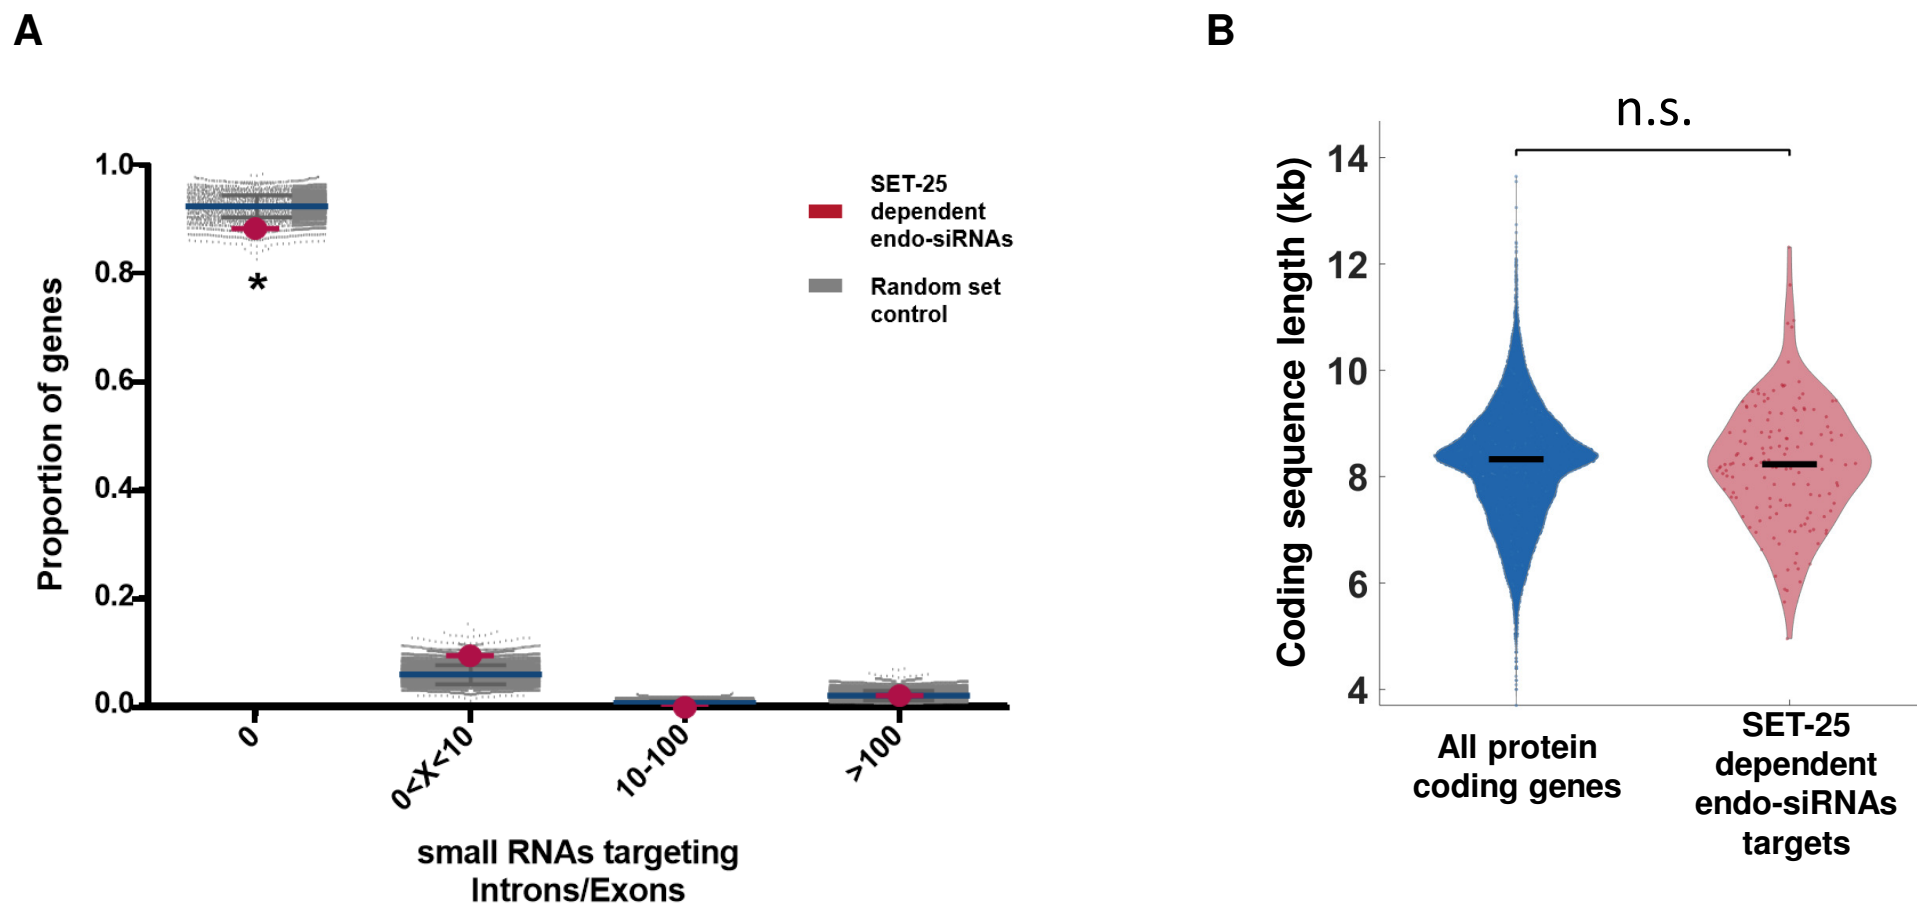 A
B
Proportion of genes
1.0
0.8
0.6
0.4
0.2
0.0
*
SET-25
dependent
endo-siRNAs
Random set
control
0
0<X<10
10-100
>100
small RNAs targeting
Introns/Exons
n.s.
Coding sequence length (kb)
14
12
10
8
6
4
All protein
coding genes
SET-25
dependent
endo-siRNAs
targets